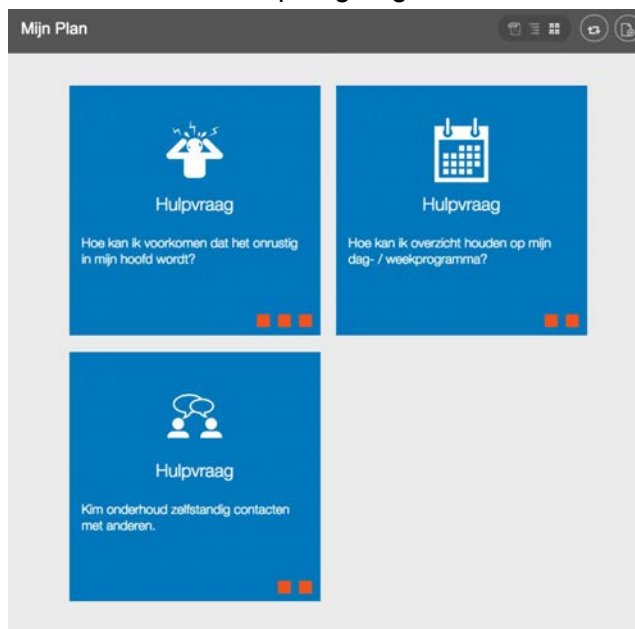 Mijn Plan
Hulpvraag
Hoe kan ik voorkomen dat het onrustig
in mijn hoofd wordt?
Hulpvraag
Hoe kan ik overzicht houden op mijn
dag- / weekprogramma?
Hulpvraag
Kim onderhoud zelfstandig contacten
met anderen.